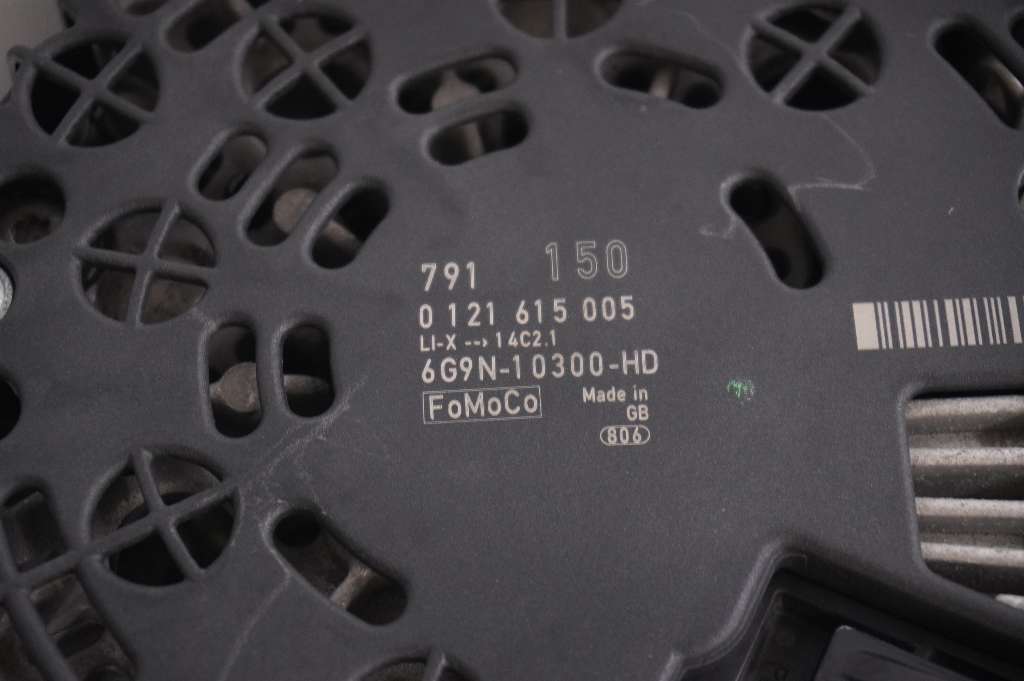 791 150
0 121 615 005
LI-X --› 14C2.1
6G9N-10300-HD
FoMoCo Made in
GB
806